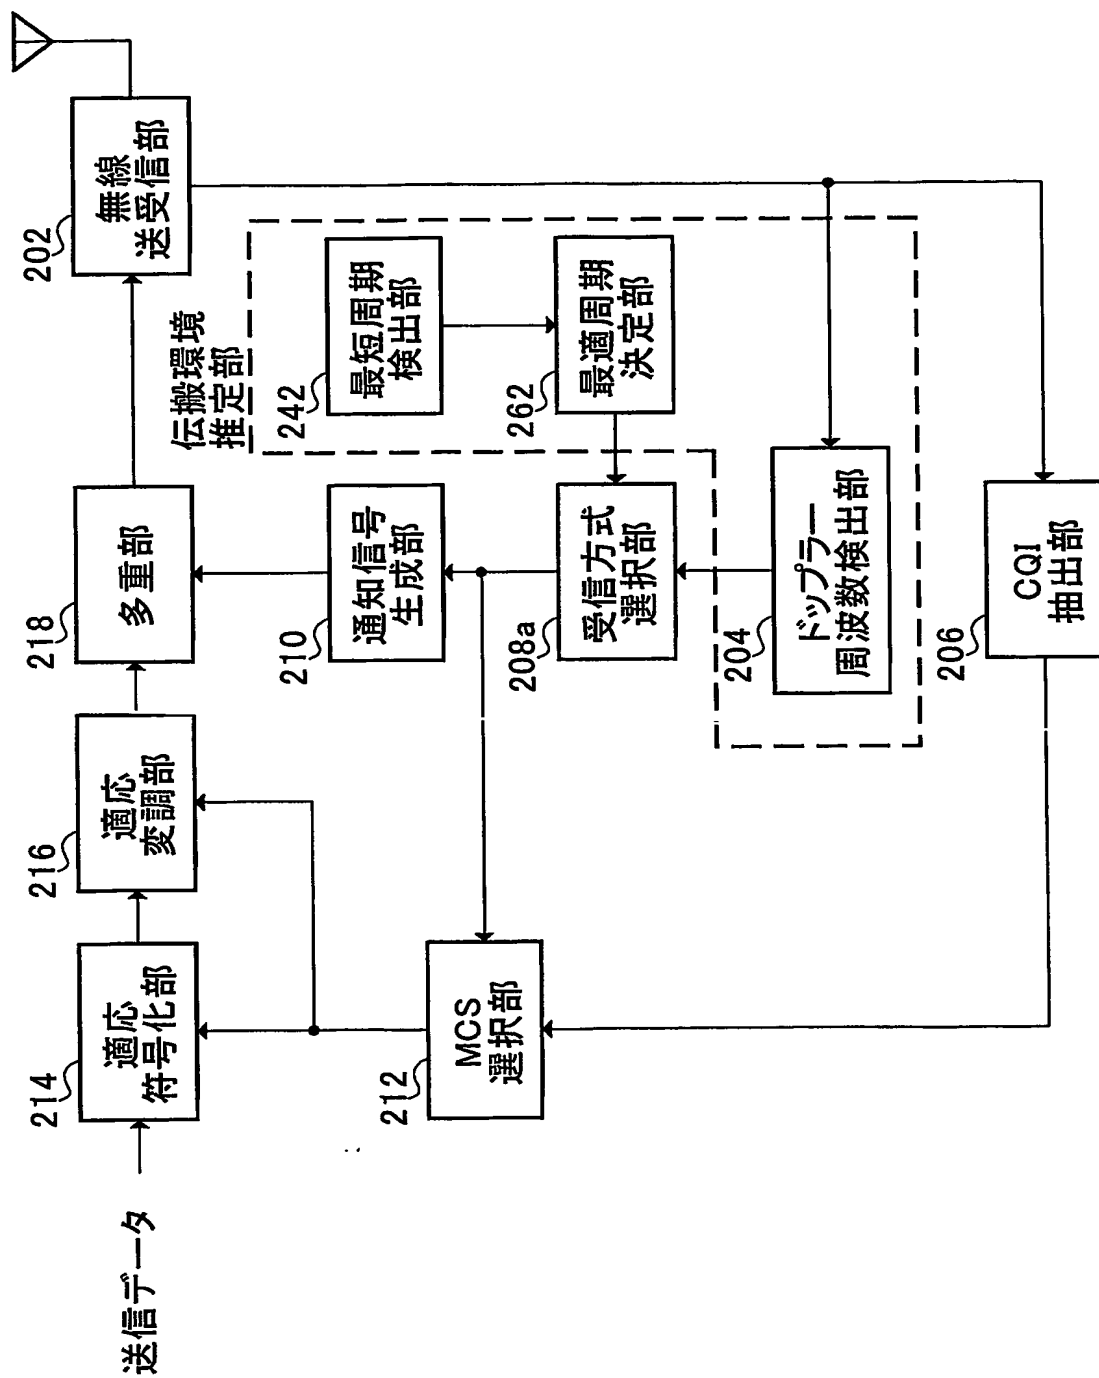 送信データ
214
適応
符号化部
216
適応
変調部
218
多重部
202
無線
送受信部
伝搬環境
推定部
212
MCS
選択部
210
通知信号
生成部
242
最短周期
検出部
208a
受信方式
選択部
262
最適周期
決定部
204
ドップラー
周波数検出部
206
CQI
抽出部